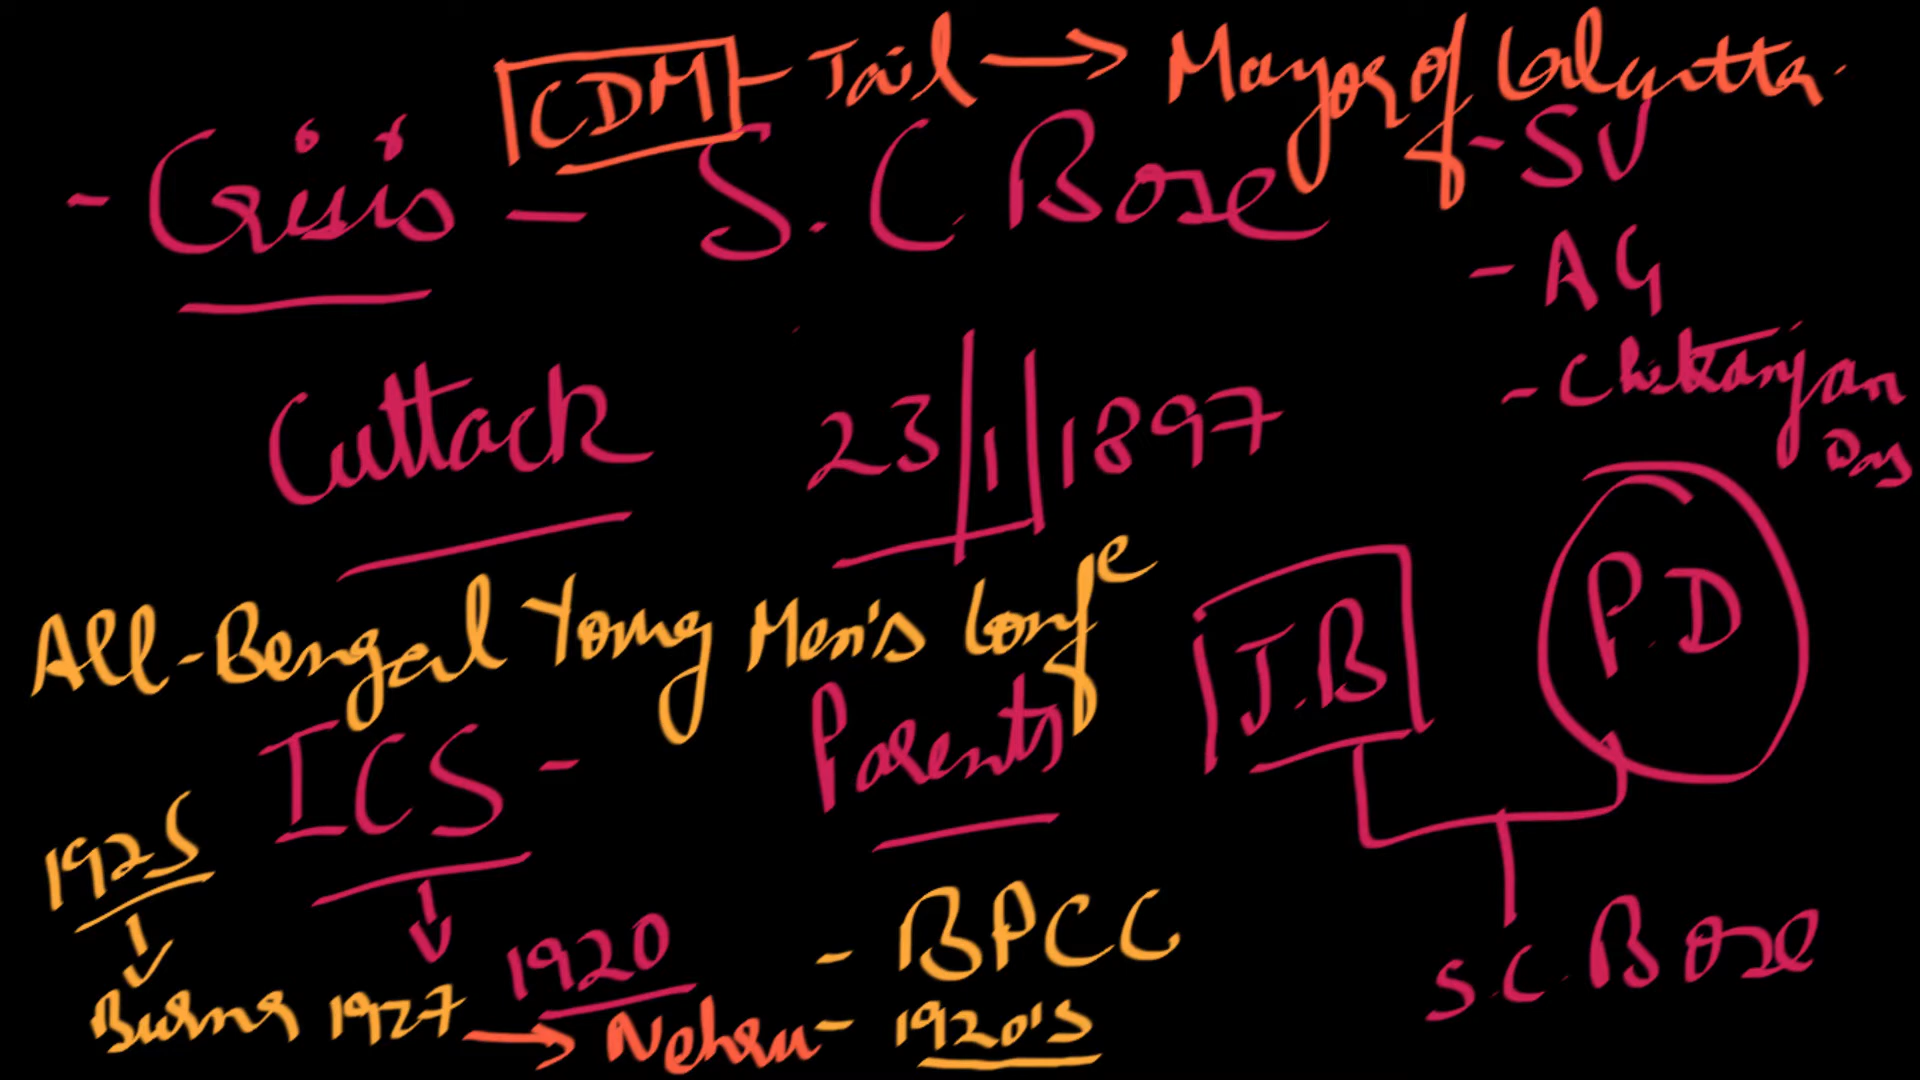 CDM - Jail → Mayor of Calcutta.
- Crisis - S. C. Bose
- SV
- AG
- Chittaranjan Das
Cuttack 23/1/1897
All-Bengal Young Men's Confe
J.B P.D
ICS - Parents
1925
1920 - BPCC
S.C. Bose
Burma 1927 → Nehru - 1920's